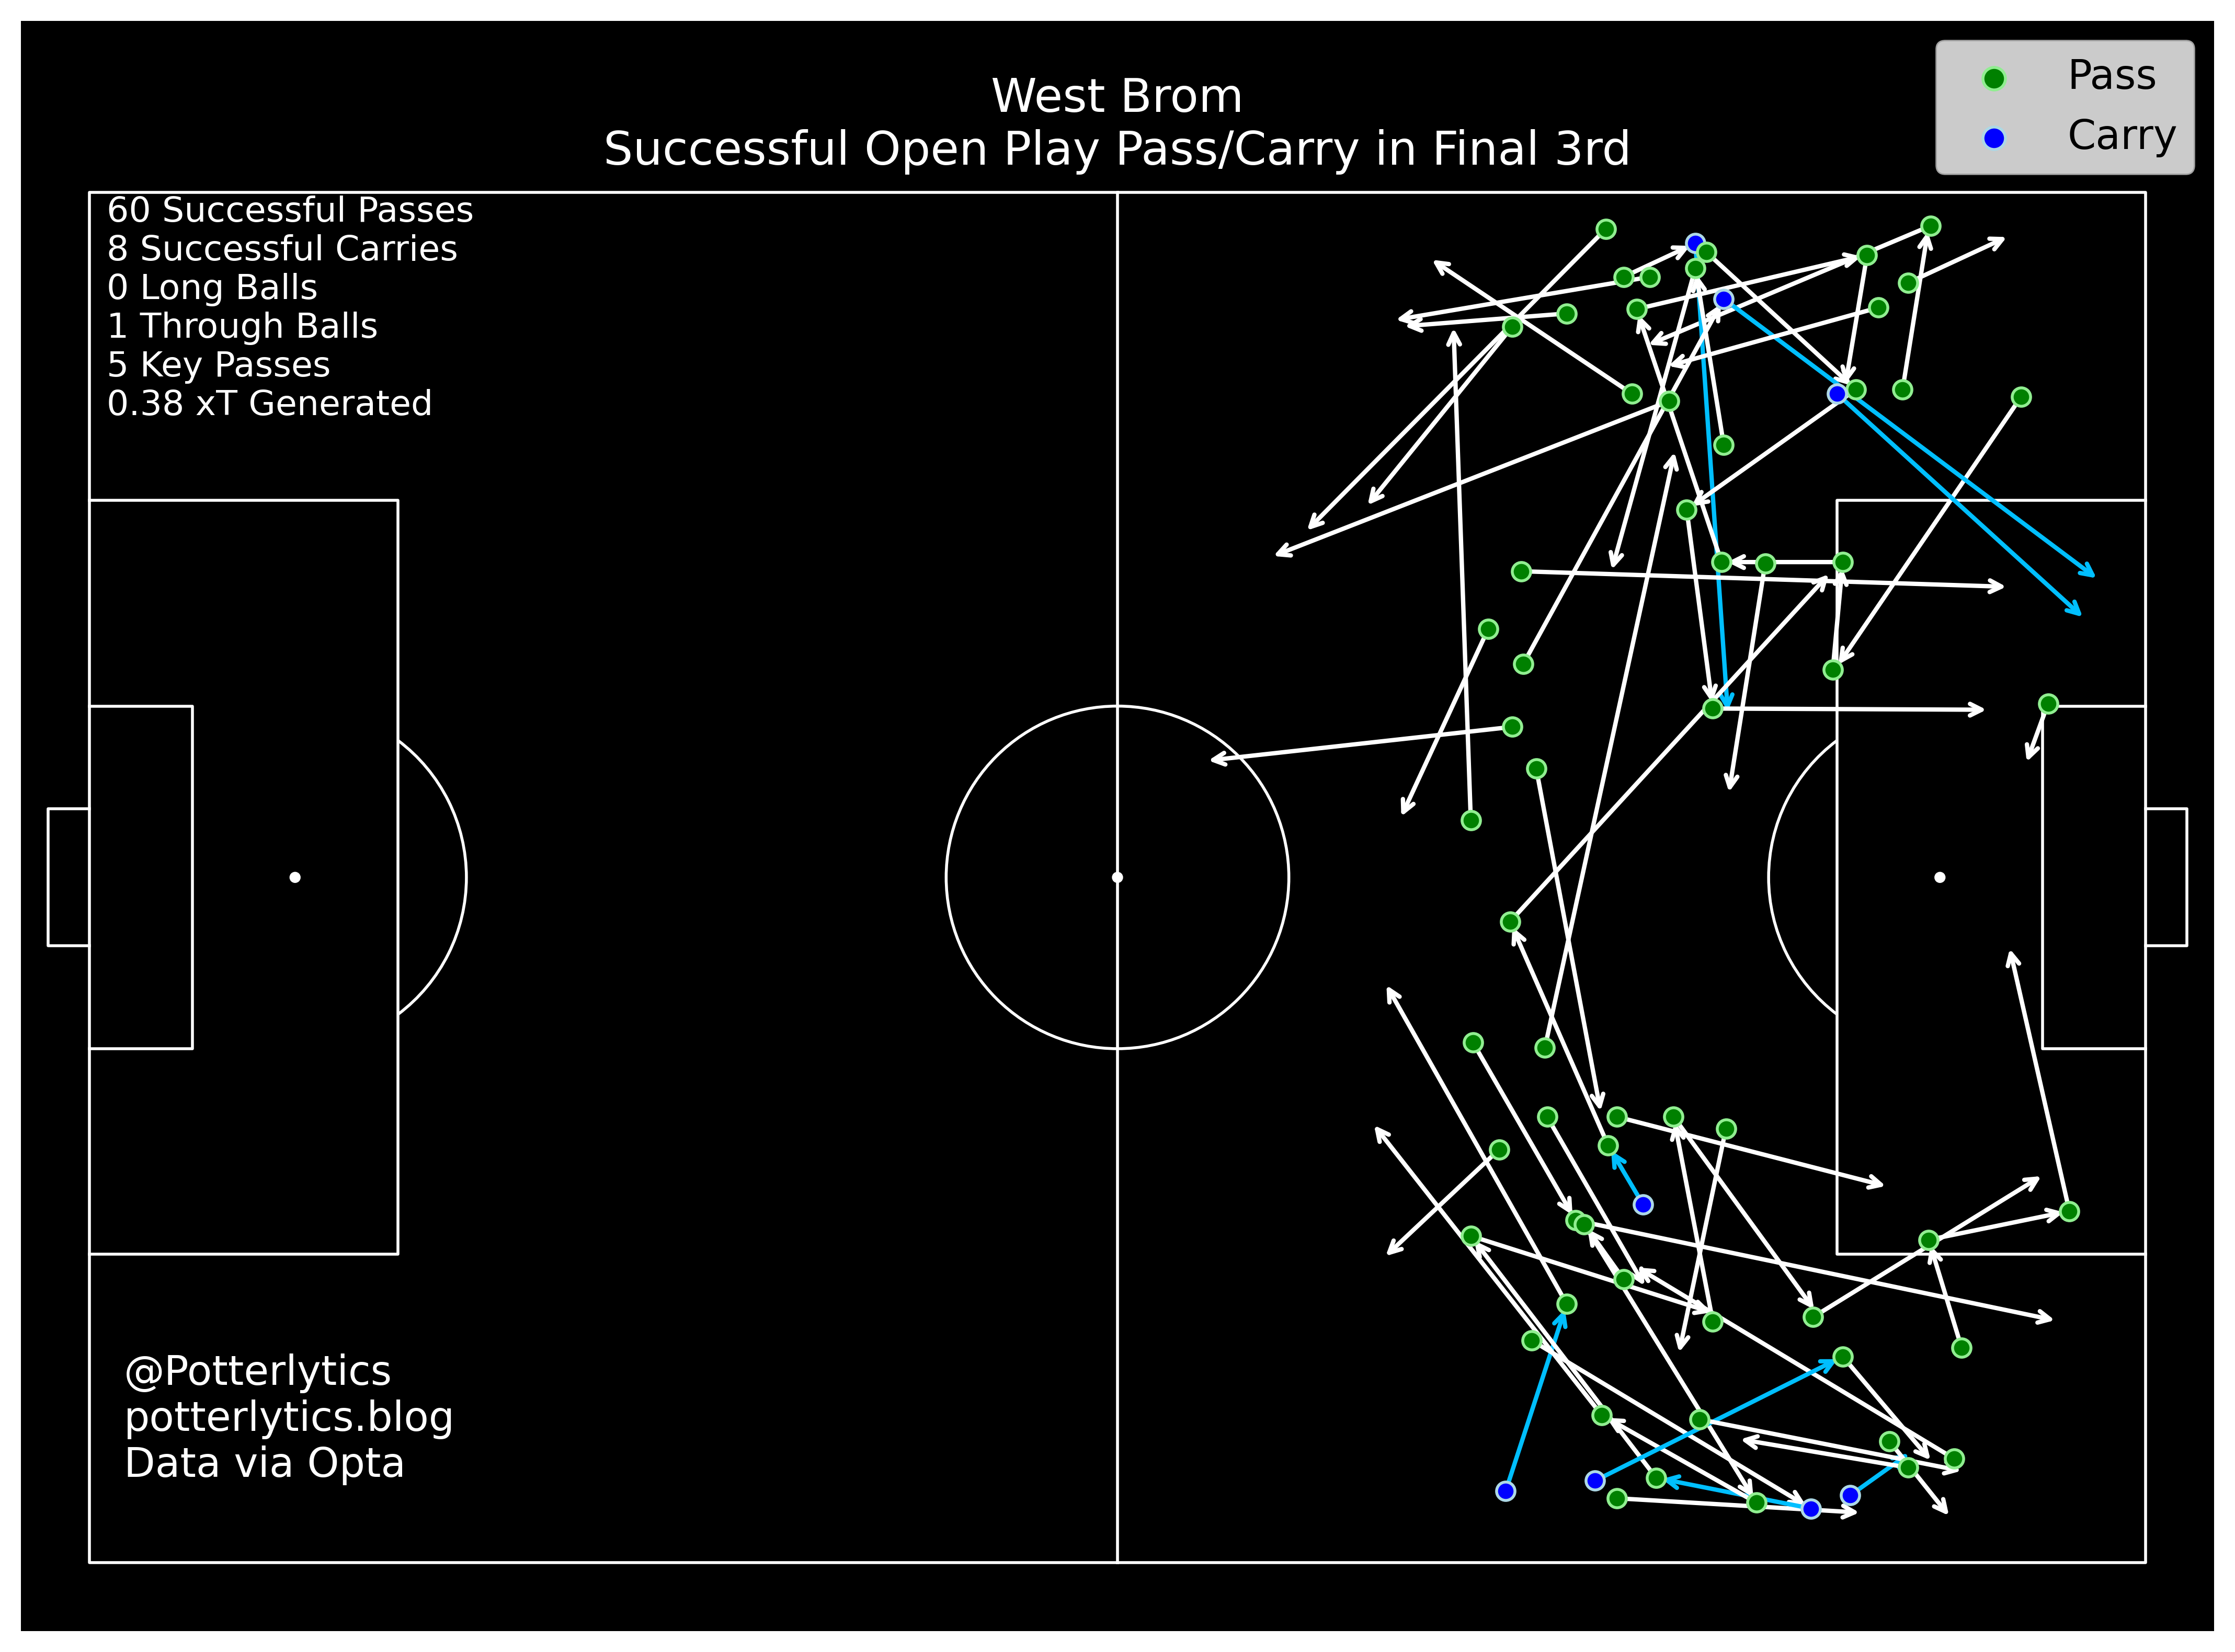 West Brom
Successful Open Play Pass/Carry in Final 3rd
Pass
Carry
60 Successful Passes
8 Successful Carries
0 Long Balls
1 Through Balls
5 Key Passes
0.38 xT Generated
@Potterlytics
potterlytics.blog
Data via Opta